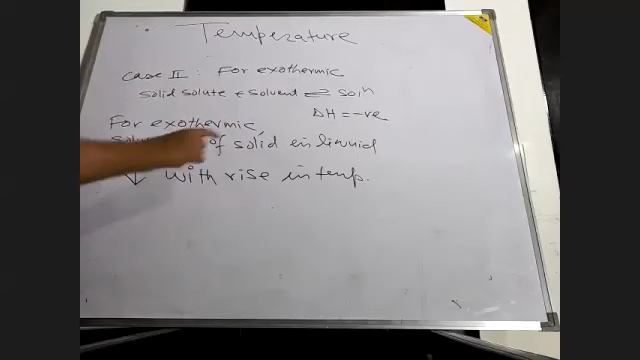 Temperature
Case II : For exothermic
solid solute + solvent ⇌ soln
ΔH = -ve
For exothermic,
of solid in liquid
↓ with rise in temp.